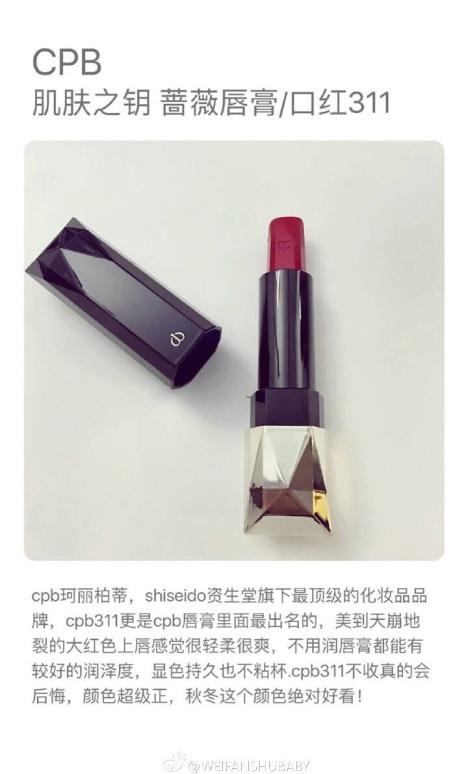 CPB
肌肤之钥 蔷薇唇膏/口红311
cpb珂丽柏蒂，shiseido资生堂旗下最顶级的化妆品品
牌，cpb311更是cpb唇膏里面最出名的，美到天崩地
裂的大红色上唇感觉很轻柔很爽，不用润唇膏都能有
较好的润泽度，显色持久也不粘杯.cpb311不收真的会
后悔，颜色超级正，秋冬这个颜色绝对好看！
@WEIFANSHUBABY